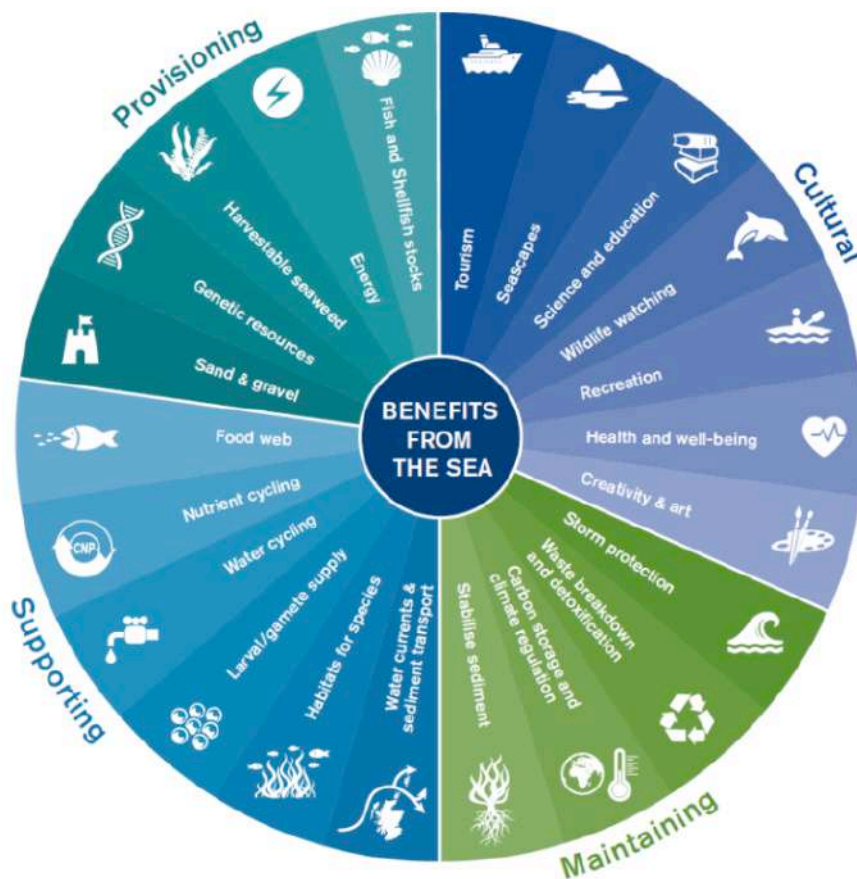 Provisioning
Fish and Shellfish stocks
Energy
Harvestable seaweed
Genetic resources
Sand & gravel
Cultural
Tourism
Seascapes
Science and education
Wildlife watching
Recreation
Health and well-being
Creativity & art
BENEFITS
FROM
THE SEA
Supporting
Food web
Nutrient cycling
CNP
Water cycling
Larval/gamete supply
Habitats for species
Water currents &
sediment transport
Maintaining
Storm protection
Waste breakdown
and detoxification
Carbon storage and
climate regulation
Stabilise sediment